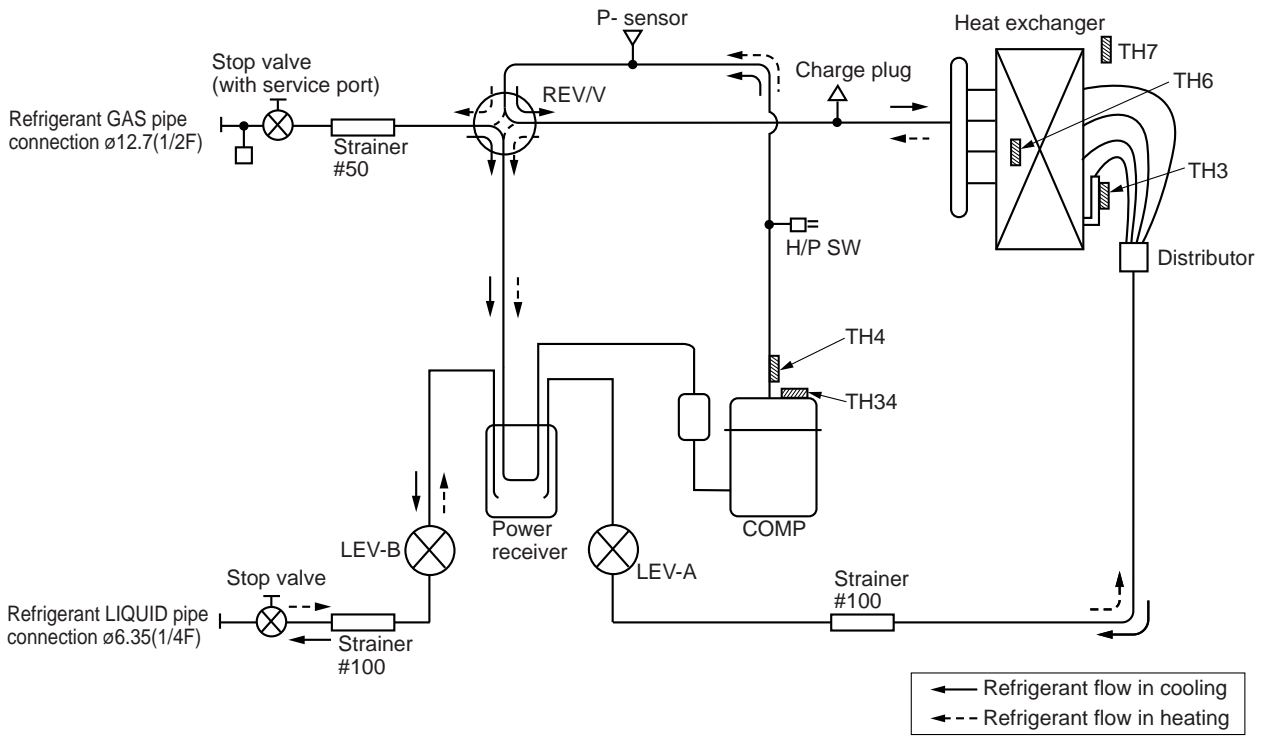 P- sensor
Heat exchanger
TH7
Stop valve
(with service port)
Charge plug
TH6
REV/V
Refrigerant GAS pipe
connection ø12.7(1/2F)
Strainer
#50
TH3
H/P SW
Distributor
TH4
TH34
COMP
Power
receiver
LEV-B
LEV-A
Stop valve
Strainer
#100
Refrigerant LIQUID pipe
connection ø6.35(1/4F)
Strainer
#100
Refrigerant flow in cooling
Refrigerant flow in heating